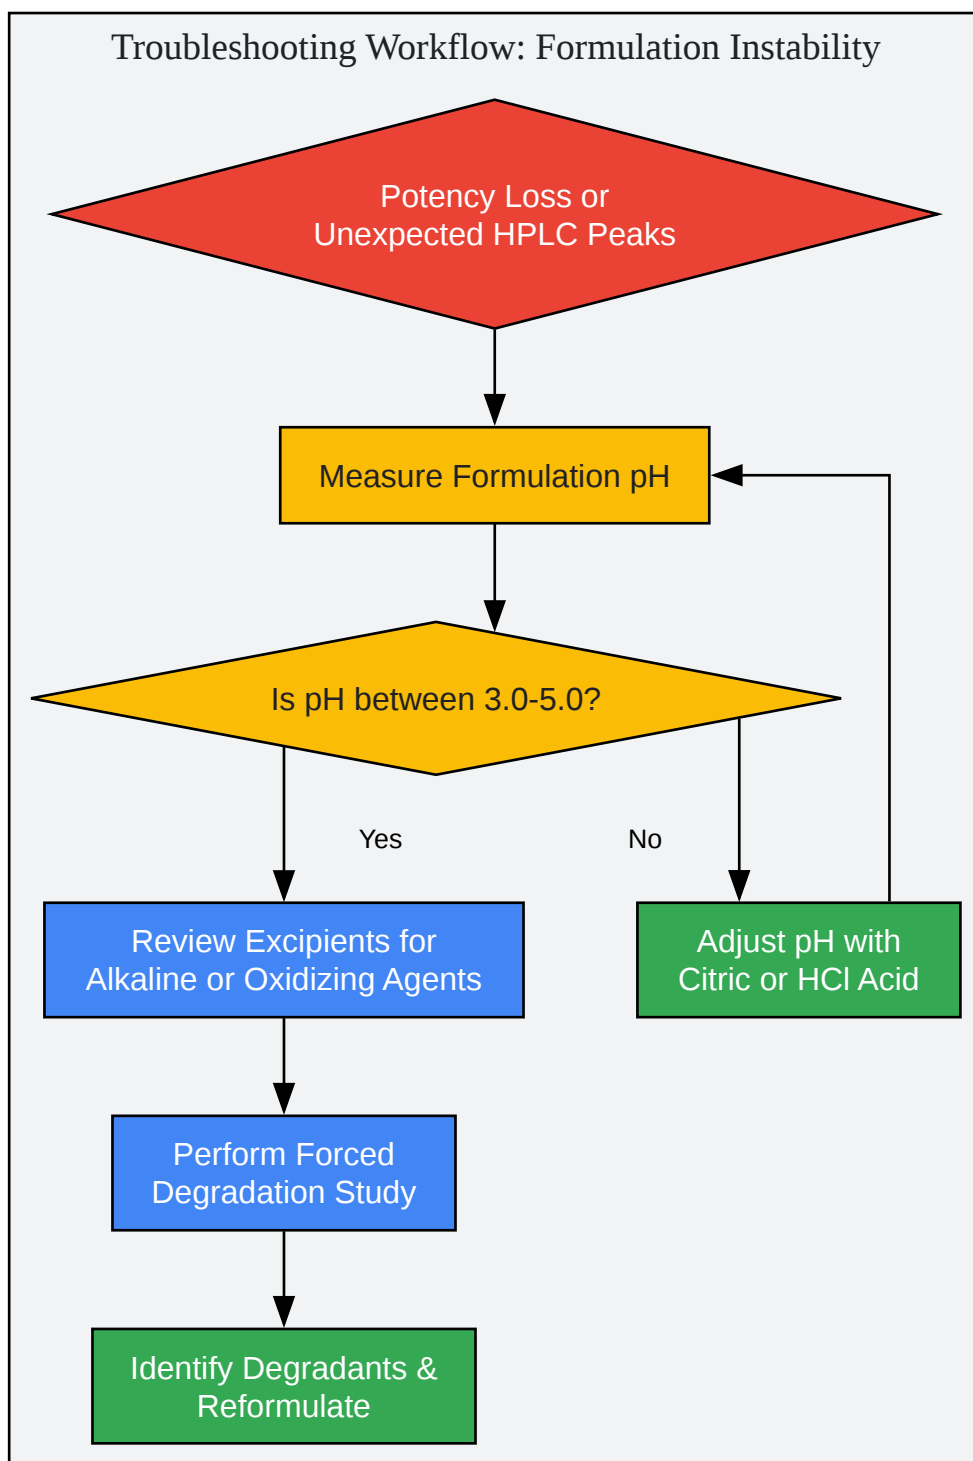 Troubleshooting Workflow: Formulation Instability
Potency Loss or
Unexpected HPLC Peaks
Measure Formulation pH
Is pH between 3.0-5.0?
Yes
No
Review Excipients for
Alkaline or Oxidizing Agents
Adjust pH with
Citric or HCl Acid
Perform Forced
Degradation Study
Identify Degradants &
Reformulate